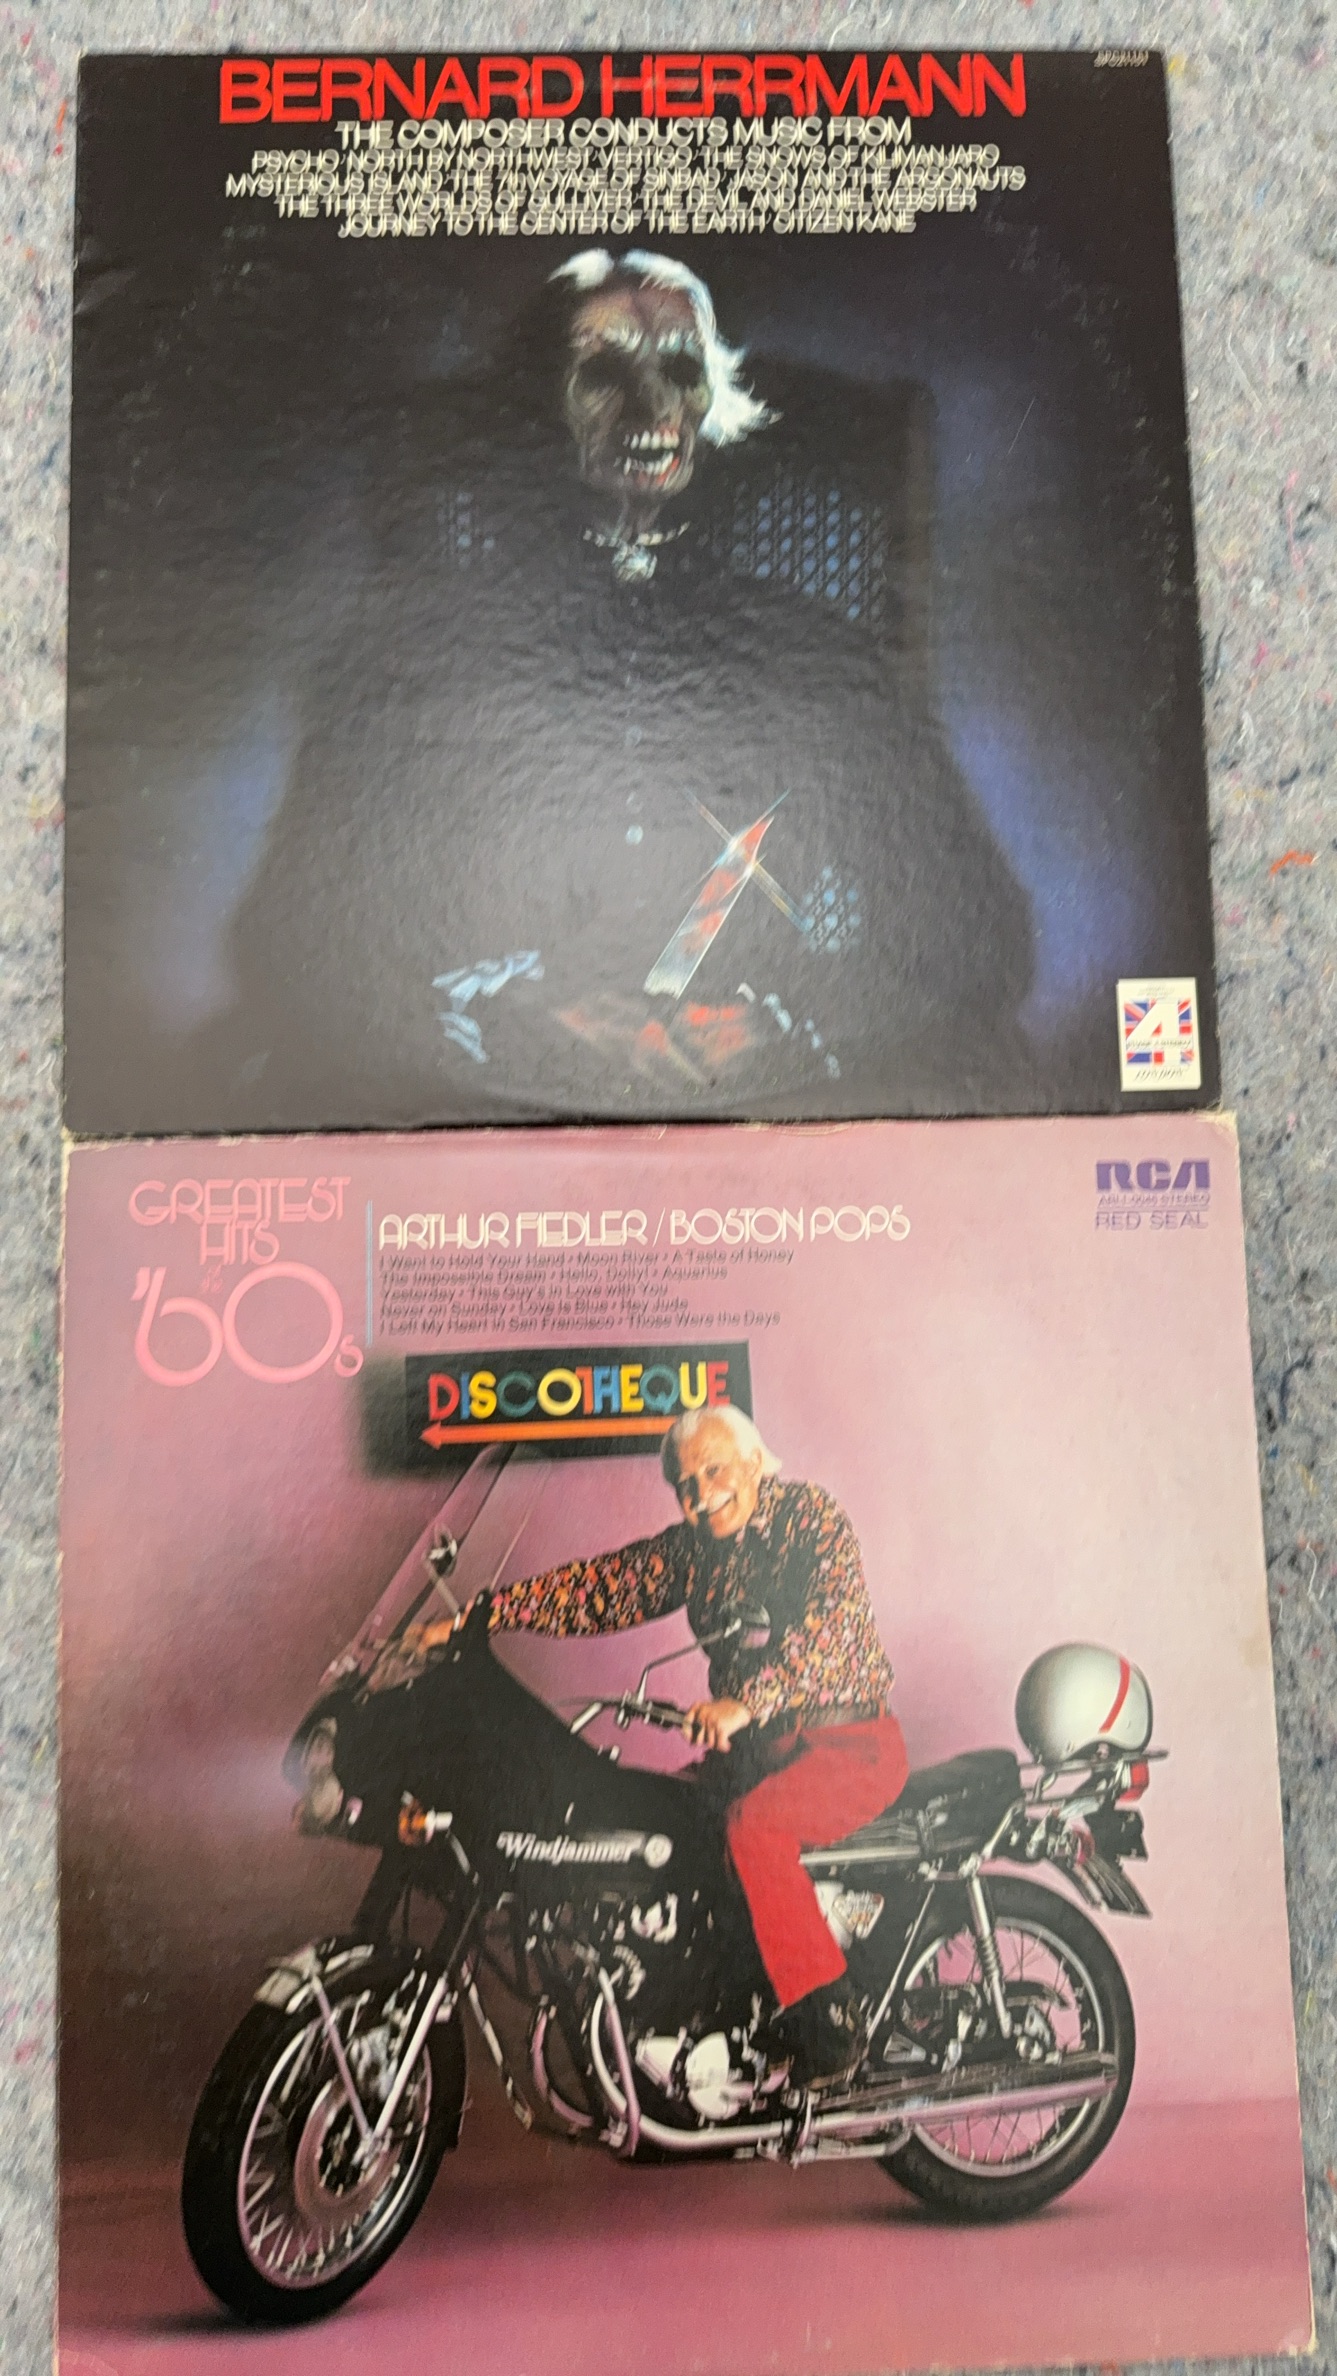 BERNARD HERRMANN
SPC21151
THE COMPOSER CONDUCTS MUSIC FROM
PSYCHO, NORTH BY NORTHWEST, VERTIGO, THE SNOWS OF KILIMANJARO
MYSTERIOUS ISLAND, THE 7th VOYAGE OF SINBAD, JASON AND THE ARGONAUTS
THE THREE WORLDS OF GULLIVER, THE DEVIL AND DANIEL WEBSTER
JOURNEY TO THE CENTER OF THE EARTH, CITIZEN KANE
4
GREATEST
HITS
'60s
ARTHUR FIEDLER / BOSTON POPS
I Want to Hold Your Hand • Moon River • A Taste of Honey
The Impossible Dream • Hello, Dolly! • Aquarius
Yesterday • This Guy's in Love with You
Never on Sunday • Love Is Blue • Hey Jude
I Left My Heart in San Francisco • Those Were the Days
RCA
STEREO
RED SEAL
DISCOTHEQUE
Windjammer